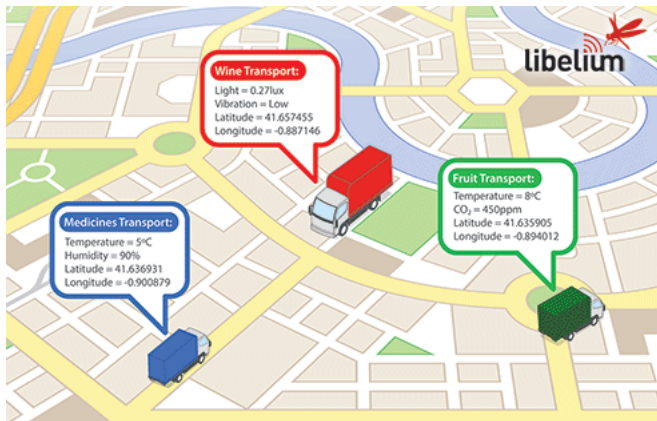 libelium
Wine Transport:
Light = 0.27lux
Vibration = Low
Latitude = 41.657455
Longitude = -0.887146
Fruit Transport:
Temperature = 8ºC
CO₂ = 450ppm
Latitude = 41.635905
Longitude = -0.894012
Medicines Transport:
Temperature = 5ºC
Humidity = 90%
Latitude = 41.636931
Longitude = -0.900879